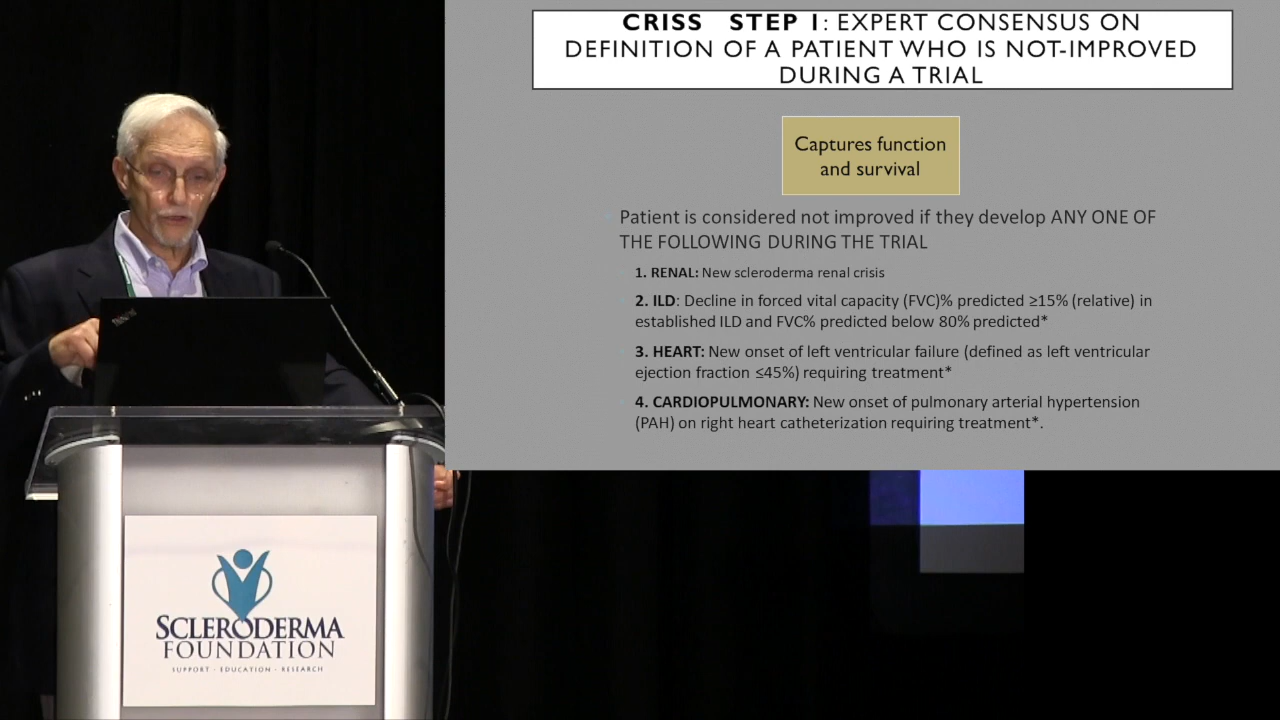 CRISS STEP 1: EXPERT CONSENSUS ON
DEFINITION OF A PATIENT WHO IS NOT-IMPROVED
DURING A TRIAL
Captures function
and survival
Patient is considered not improved if they develop ANY ONE OF
THE FOLLOWING DURING THE TRIAL
1. RENAL: New scleroderma renal crisis
2. ILD: Decline in forced vital capacity (FVC)% predicted ≥15% (relative) in
established ILD and FVC% predicted below 80% predicted*
3. HEART: New onset of left ventricular failure (defined as left ventricular
ejection fraction ≤45%) requiring treatment*
4. CARDIOPULMONARY: New onset of pulmonary arterial hypertension
(PAH) on right heart catheterization requiring treatment*.
SCLERODERMA
FOUNDATION
SUPPORT · EDUCATION · RESEARCH